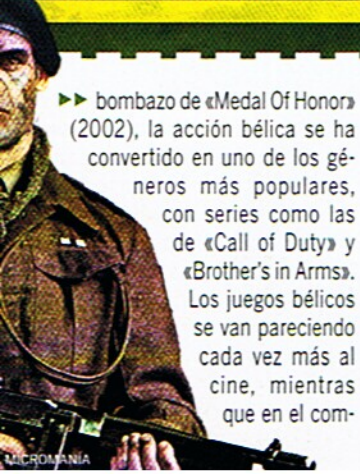 ▶▶ bombazo de «Medal Of Honor»
(2002), la acción bélica se ha
convertido en uno de los gé-
neros más populares,
con series como las
de «Call of Duty» y
«Brother's in Arms».
Los juegos bélicos
se van pareciendo
cada vez más al
cine, mientras
que en el com-
MICROMANÍA